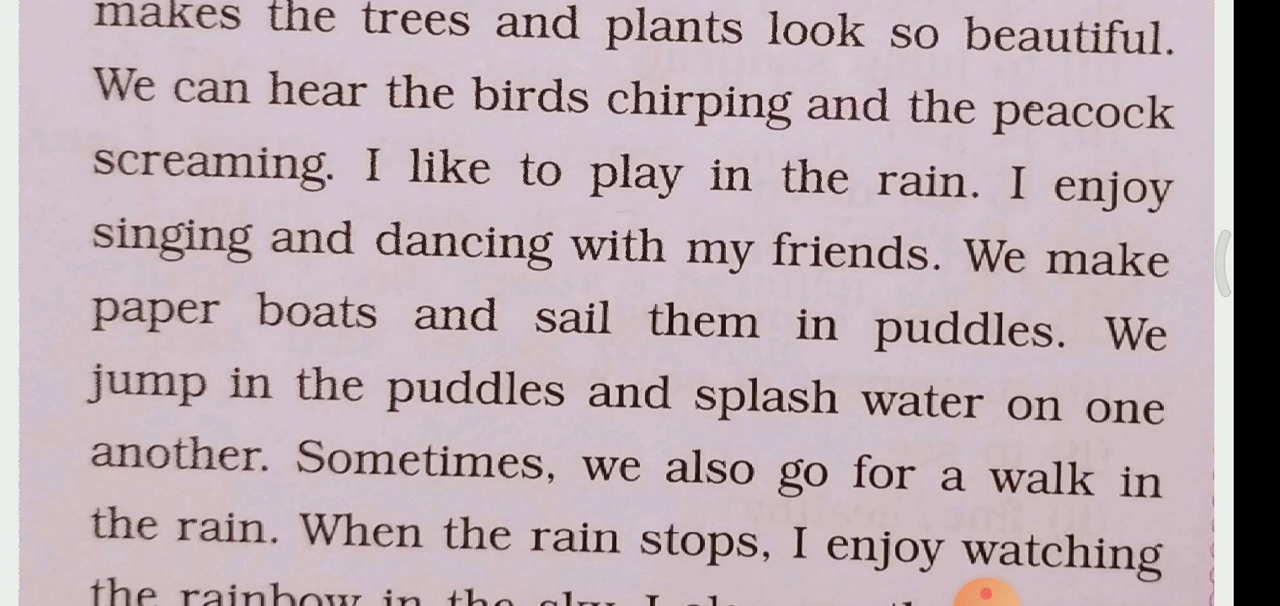 makes the trees and plants look so beautiful.
We can hear the birds chirping and the peacock
screaming. I like to play in the rain. I enjoy
singing and dancing with my friends. We make
paper boats and sail them in puddles. We
jump in the puddles and splash water on one
another. Sometimes, we also go for a walk in
the rain. When the rain stops, I enjoy watching
the rainbow in the sky. I